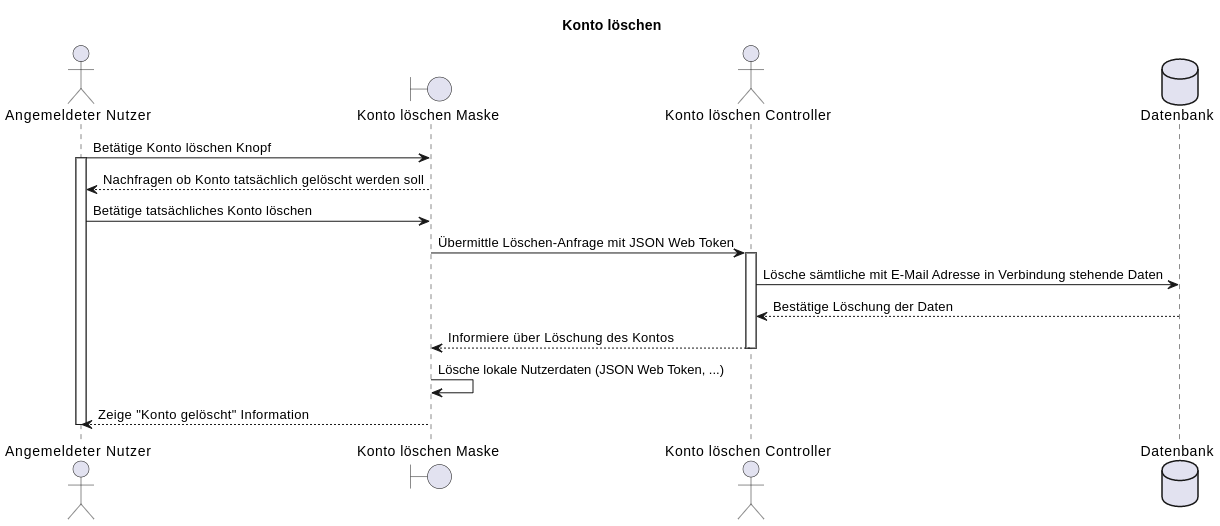 Konto löschen
Angemeldeter Nutzer
Konto löschen Maske
Konto löschen Controller
Datenbank
Betätige Konto löschen Knopf
Nachfragen ob Konto tatsächlich gelöscht werden soll
Betätige tatsächliches Konto löschen
Übermittle Löschen-Anfrage mit JSON Web Token
Lösche sämtliche mit E-Mail Adresse in Verbindung stehende Daten
Bestätige Löschung der Daten
Informiere über Löschung des Kontos
Lösche lokale Nutzerdaten (JSON Web Token, ...)
Zeige "Konto gelöscht" Information
Angemeldeter Nutzer
Konto löschen Maske
Konto löschen Controller
Datenbank